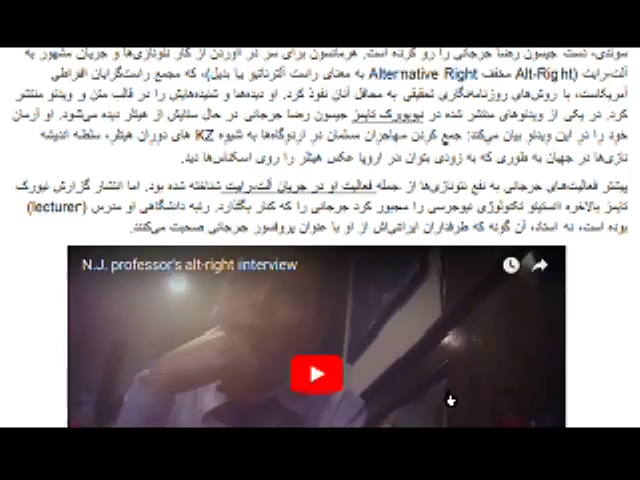 سوئدی، دست جیسون رضا جرجانی را رو کرده است. هرمانسون برای سر در آوردن از کار نئونازی‌ها و جریان مشهور به
آلت‌رایت (Alt-Right مخفف Alternative Right به معنای راست آلترناتیو یا بدیل)، که مجمع راست‌گرایان افراطی
آمریکاست، با روش‌های روزنامه‌نگاری تحقیقی به محافل آنان نفوذ کرد. او دیده‌ها و شنیده‌هایش را در قالب متن و ویدئو منتشر
کرد. در یکی از ویدئوهای منتشر شده در نیویورک تایمز جیسون رضا جرجانی در حال ستایش از هیتلر دیده می‌شود. او آرمان
خود را در این ویدئو بیان می‌کند: جمع کردن مهاجران مسلمان در اردوگاه‌ها به شیوه KZ های دوران هیتلر، سلطه اندیشه
نازی‌ها در جهان به طوری که به زودی بتوان در اروپا عکس هیتلر را روی اسکناس‌ها دید.
پیشتر فعالیت‌های جرجانی به نفع نئونازی‌ها از جمله فعالیت او در جریان آلت‌رایت شناخته شده بود. اما انتشار گزارش نیورک
تایمز بالاخره انستیتو تکنولوژی نیوجرسی را مجبور کرد جرجانی را کنار بگذارد. رتبه دانشگاهی او مدرس (lecturer)
بوده است، نه استاد، آن گونه که طرفداران ایرانی‌اش از او با عنوان پروفسور جرجانی صحبت می‌کنند.
N.J. professor's alt-right interview